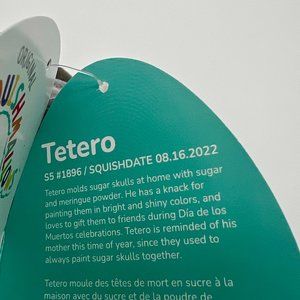 ORIGINAL
Tetero
S5 #1896 / SQUISHDATE 08.16.2022
Tetero molds sugar skulls at home with sugar
and meringue powder. He has a knack for
painting them in bright and shiny colors, and
loves to gift them to friends during Día de los
Muertos celebrations. Tetero is reminded of his
mother this time of year, since they used to
always paint sugar skulls together.
Tetero moule des têtes de mort en sucre à la
maison avec du sucre et de la poudre de